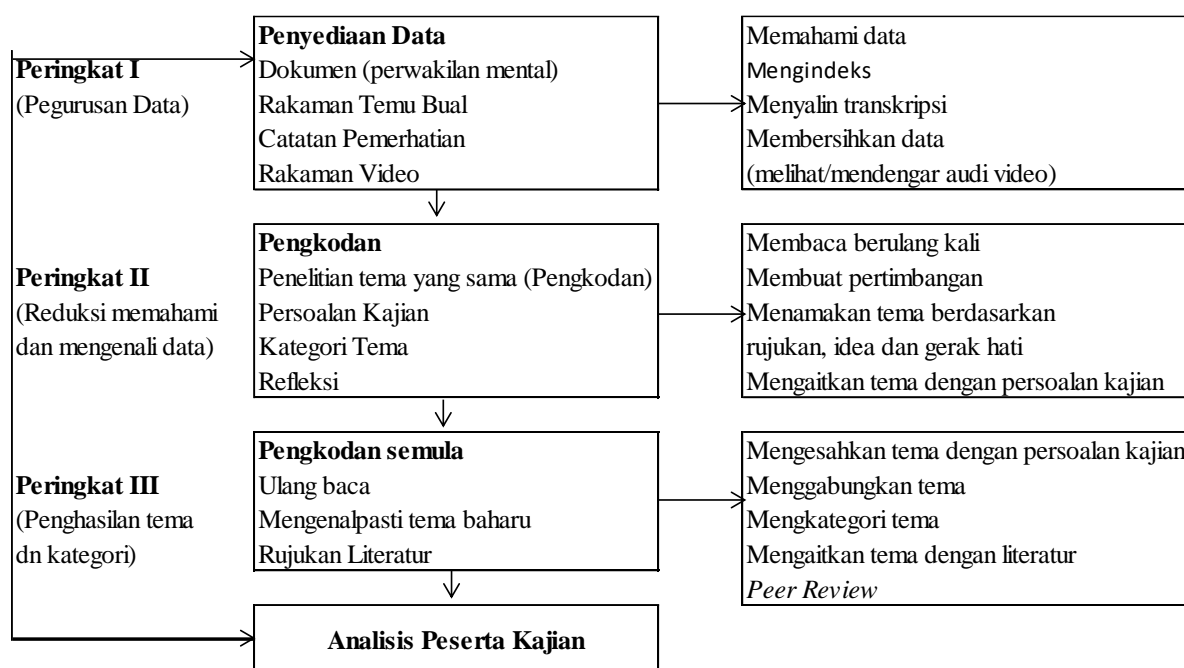 Peringkat I
(Pegurusan Data)
Penyediaan Data
Dokumen (perwakilan mental)
Rakaman Temu Bual
Catatan Pemerhatian
Rakaman Video
Memahami data
Mengindeks
Menyalin transkripsi
Membersihkan data
(melihat/mendengar audi video)
Peringkat II
(Reduksi memahami
dan mengenali data)
Pengkodan
Penelitian tema yang sama (Pengkodan)
Persoalan Kajian
Kategori Tema
Refleksi
Membaca berulang kali
Membuat pertimbangan
Menamakan tema berdasarkan
rujukan, idea dan gerak hati
Mengaitkan tema dengan persoalan kajian
Peringkat III
(Penghasilan tema
dn kategori)
Pengkodan semula
Ulang baca
Mengenalpasti tema baharu
Rujukan Literatur
Mengesahkan tema dengan persoalan kajian
Menggabungkan tema
Mengkategori tema
Mengaitkan tema dengan literatur
Peer Review
Analisis Peserta Kajian